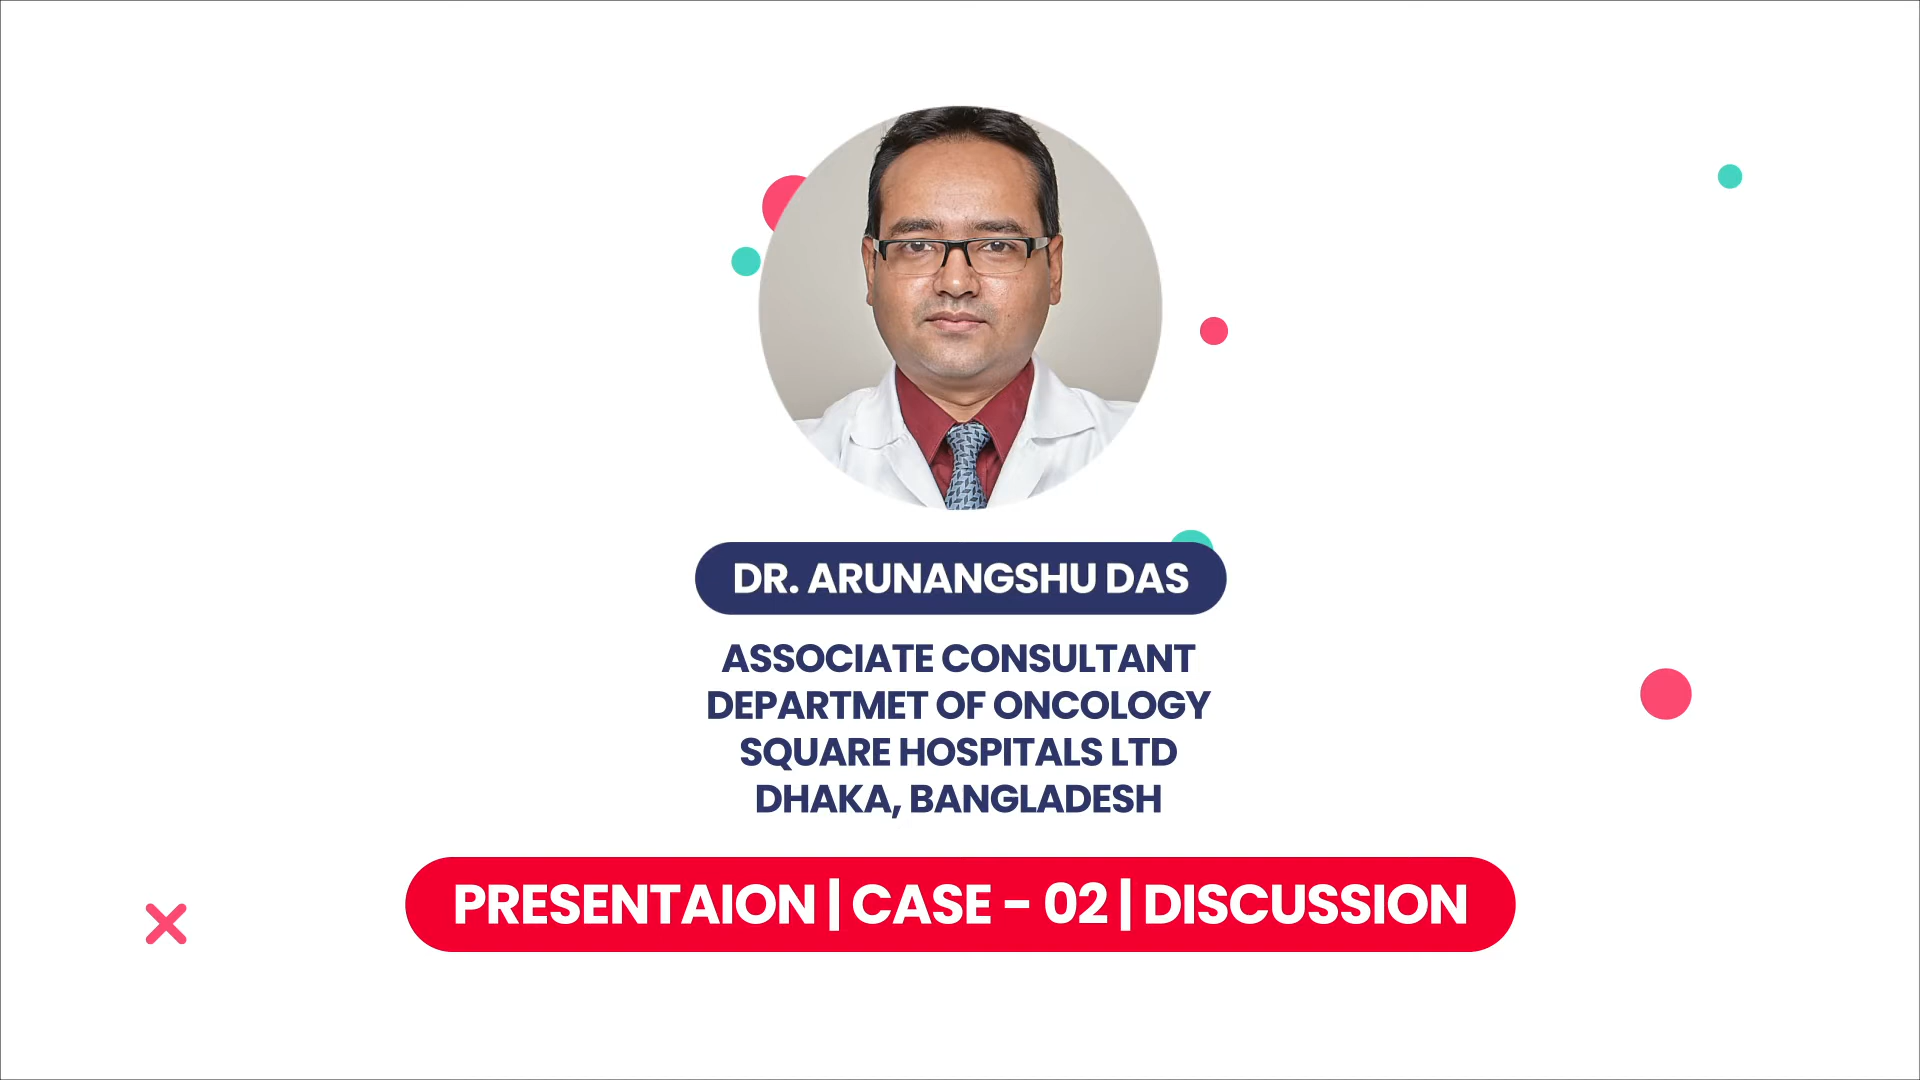 DR. ARUNANGSHU DAS
ASSOCIATE CONSULTANT
DEPARTMET OF ONCOLOGY
SQUARE HOSPITALS LTD
DHAKA, BANGLADESH
PRESENTAION | CASE - 02 | DISCUSSION